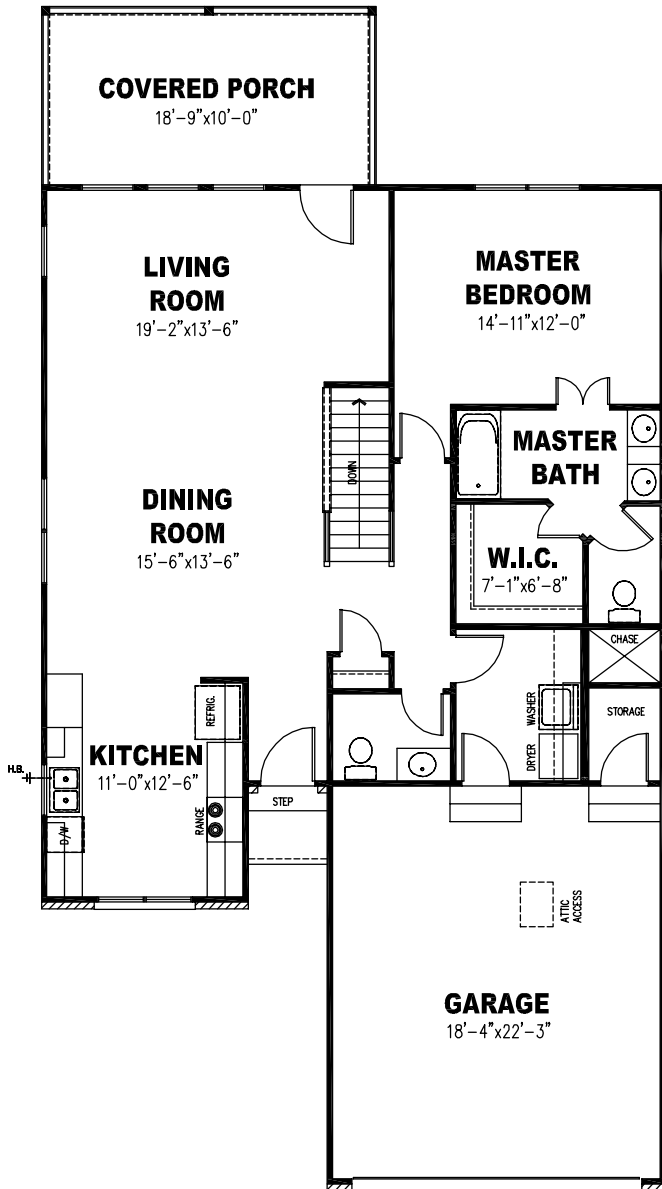 COVERED PORCH
18'-9"x10'-0"
LIVING
ROOM
19'-2"x13'-6"
MASTER
BEDROOM
14'-11"x12'-0"
DOWN
MASTER
BATH
DINING
ROOM
15'-6"x13'-6"
W.I.C.
7'-1"x6'-8"
CHASE
REFRIG.
WASHER
STORAGE
H.B.
KITCHEN
11'-0"x12'-6"
DRYER
STEP
RANGE
D/W
ATTIC
ACCESS
GARAGE
18'-4"x22'-3"